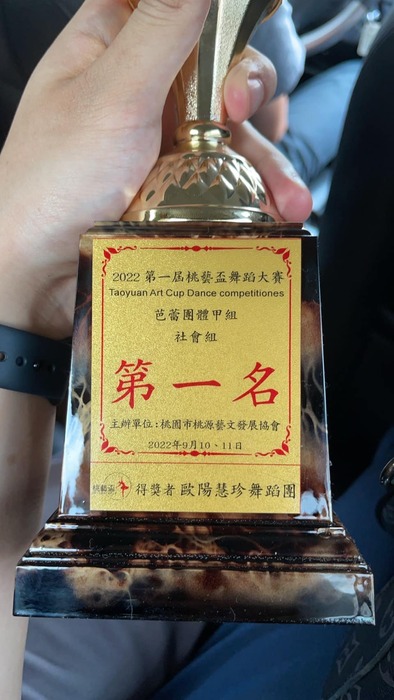 2022 第一屆桃藝盃舞蹈大賽
Taoyuan Art Cup Dance competitiones
芭蕾團體甲組
社會組
第一名
主辦單位:桃園市桃源藝文發展協會
2022年9月10、11日
桃藝盃
得獎者 歐陽慧珍舞蹈團